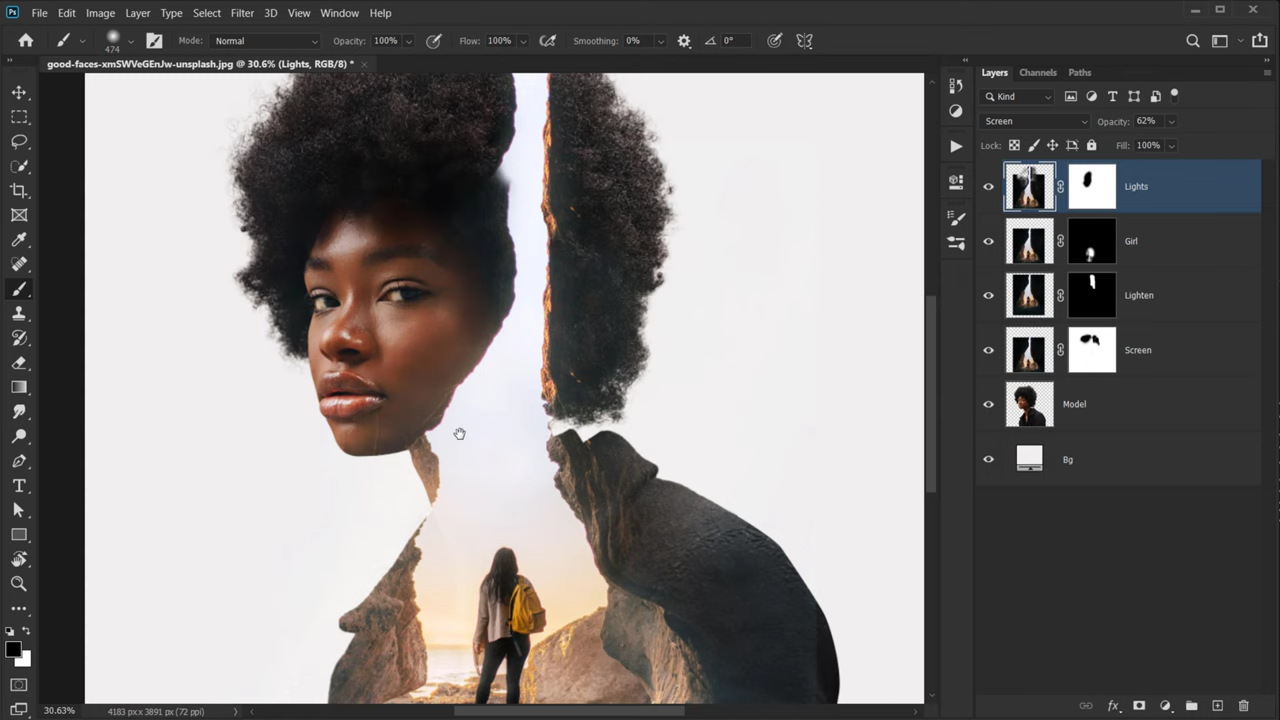 Ps File Edit Image Layer Type Select Filter 3D View Window Help
474 Mode: Normal Opacity: 100% Flow: 100% Smoothing: 0% 0°
good-faces-xmSWVeGEnJw-unsplash.jpg @ 30.6% (Lights, RGB/8) *
Layers Channels Paths
Kind
Screen Opacity: 62%
Lock: Fill: 100%
Lights
Girl
Lighten
Screen
Model
Bg
30.63% 4183 px x 3891 px (72 ppi)